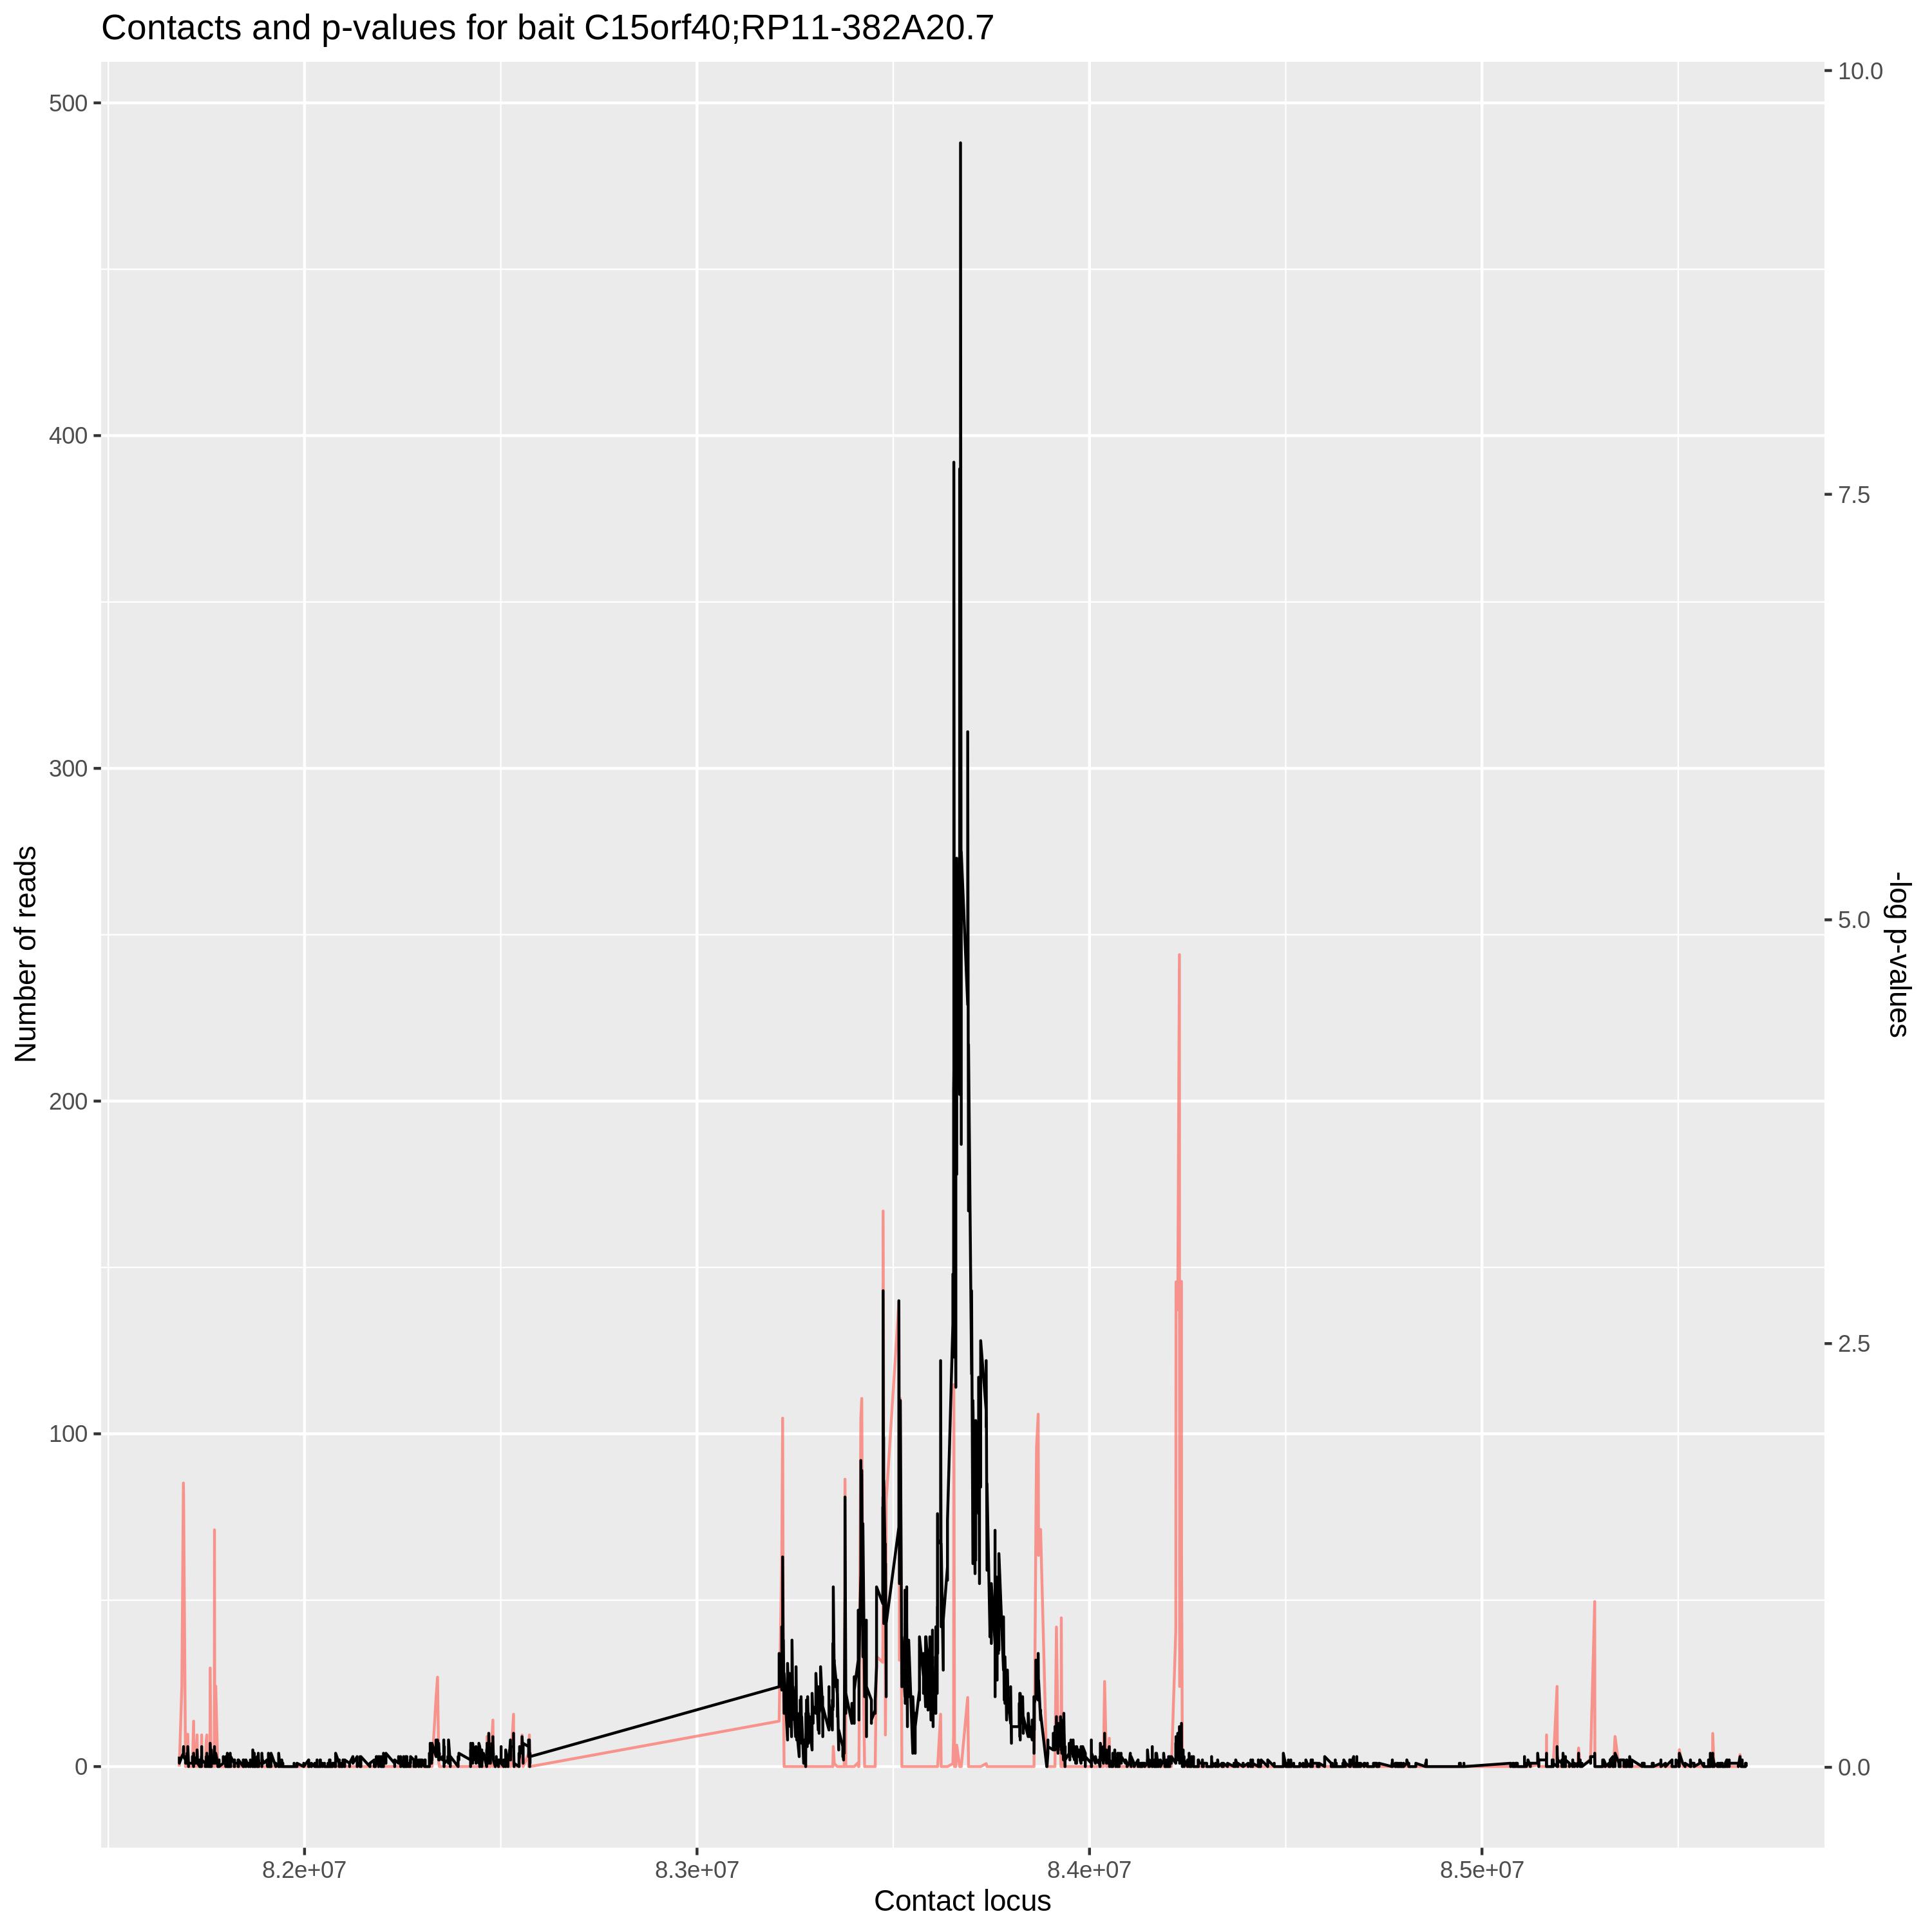 Contacts and p-values for bait C15orf40;RP11-382A20.7
500
400
300
200
100
0
Number of reads
10.0
7.5
5.0
2.5
0.0
-log p-values
8.2e+07
8.3e+07
8.4e+07
8.5e+07
Contact locus